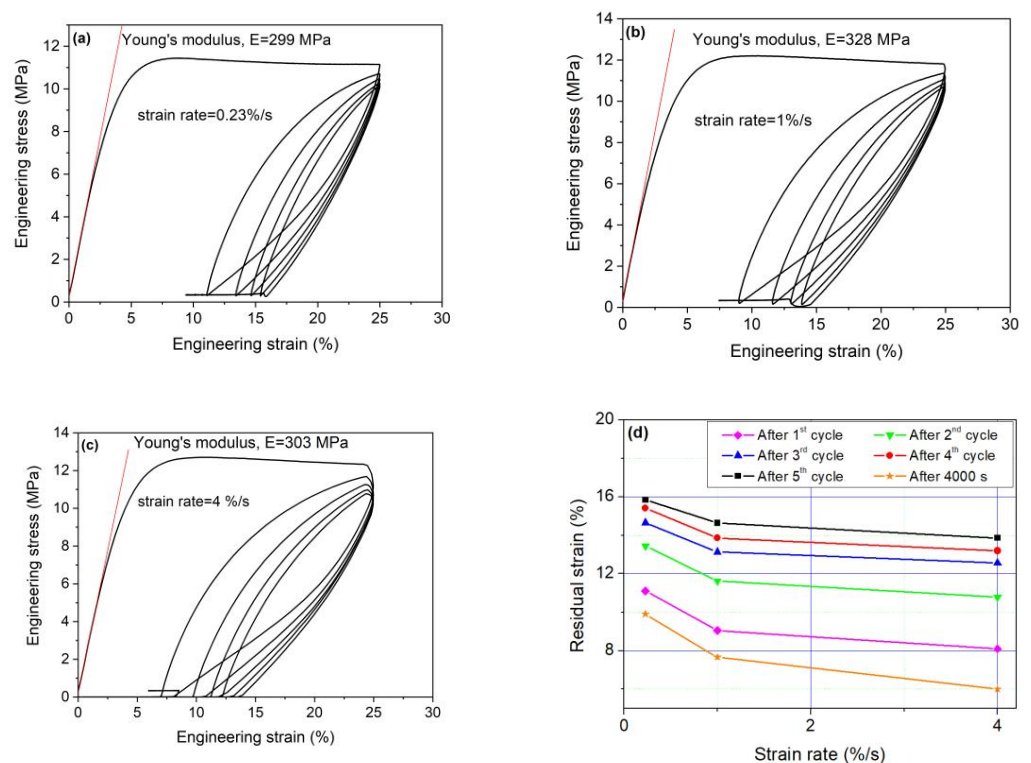 (a)
Young's modulus, E=299 MPa
strain rate=0.23%/s
Engineering stress (MPa)
12
10
8
6
4
2
0
0 5 10 15 20 25 30
Engineering strain (%)
(b)
Young's modulus, E=328 MPa
strain rate=1%/s
Engineering stress (MPa)
14
12
10
8
6
4
2
0
0 5 10 15 20 25 30
Engineering strain (%)
(c)
Young's modulus, E=303 MPa
strain rate=4 %/s
Engineering stress (MPa)
14
12
10
8
6
4
2
0
0 5 10 15 20 25 30
Engineering strain (%)
(d)
After 1st cycle After 2nd cycle
After 3rd cycle After 4th cycle
After 5th cycle After 4000 s
Residual strain (%)
20
16
12
8
0 2 4
Strain rate (%/s)